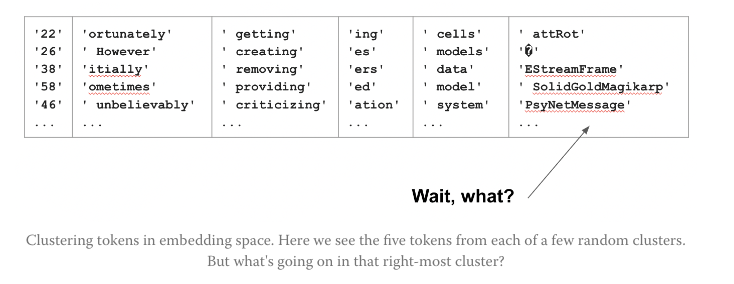 '22' 'ortunately' ' getting' 'ing' ' cells' ' attRot'
'26' ' However' ' creating' 'es' ' models' '�'
'38' 'itially' ' removing' 'ers' ' data' 'EStreamFrame'
'58' 'ometimes' ' providing' 'ed' ' model' ' SolidGoldMagikarp'
'46' ' unbelievably' ' criticizing' 'ation' ' system' 'PsyNetMessage'
... ... ... ... ... ...
Wait, what?
Clustering tokens in embedding space. Here we see the five tokens from each of a few random clusters.
But what's going on in that right-most cluster?